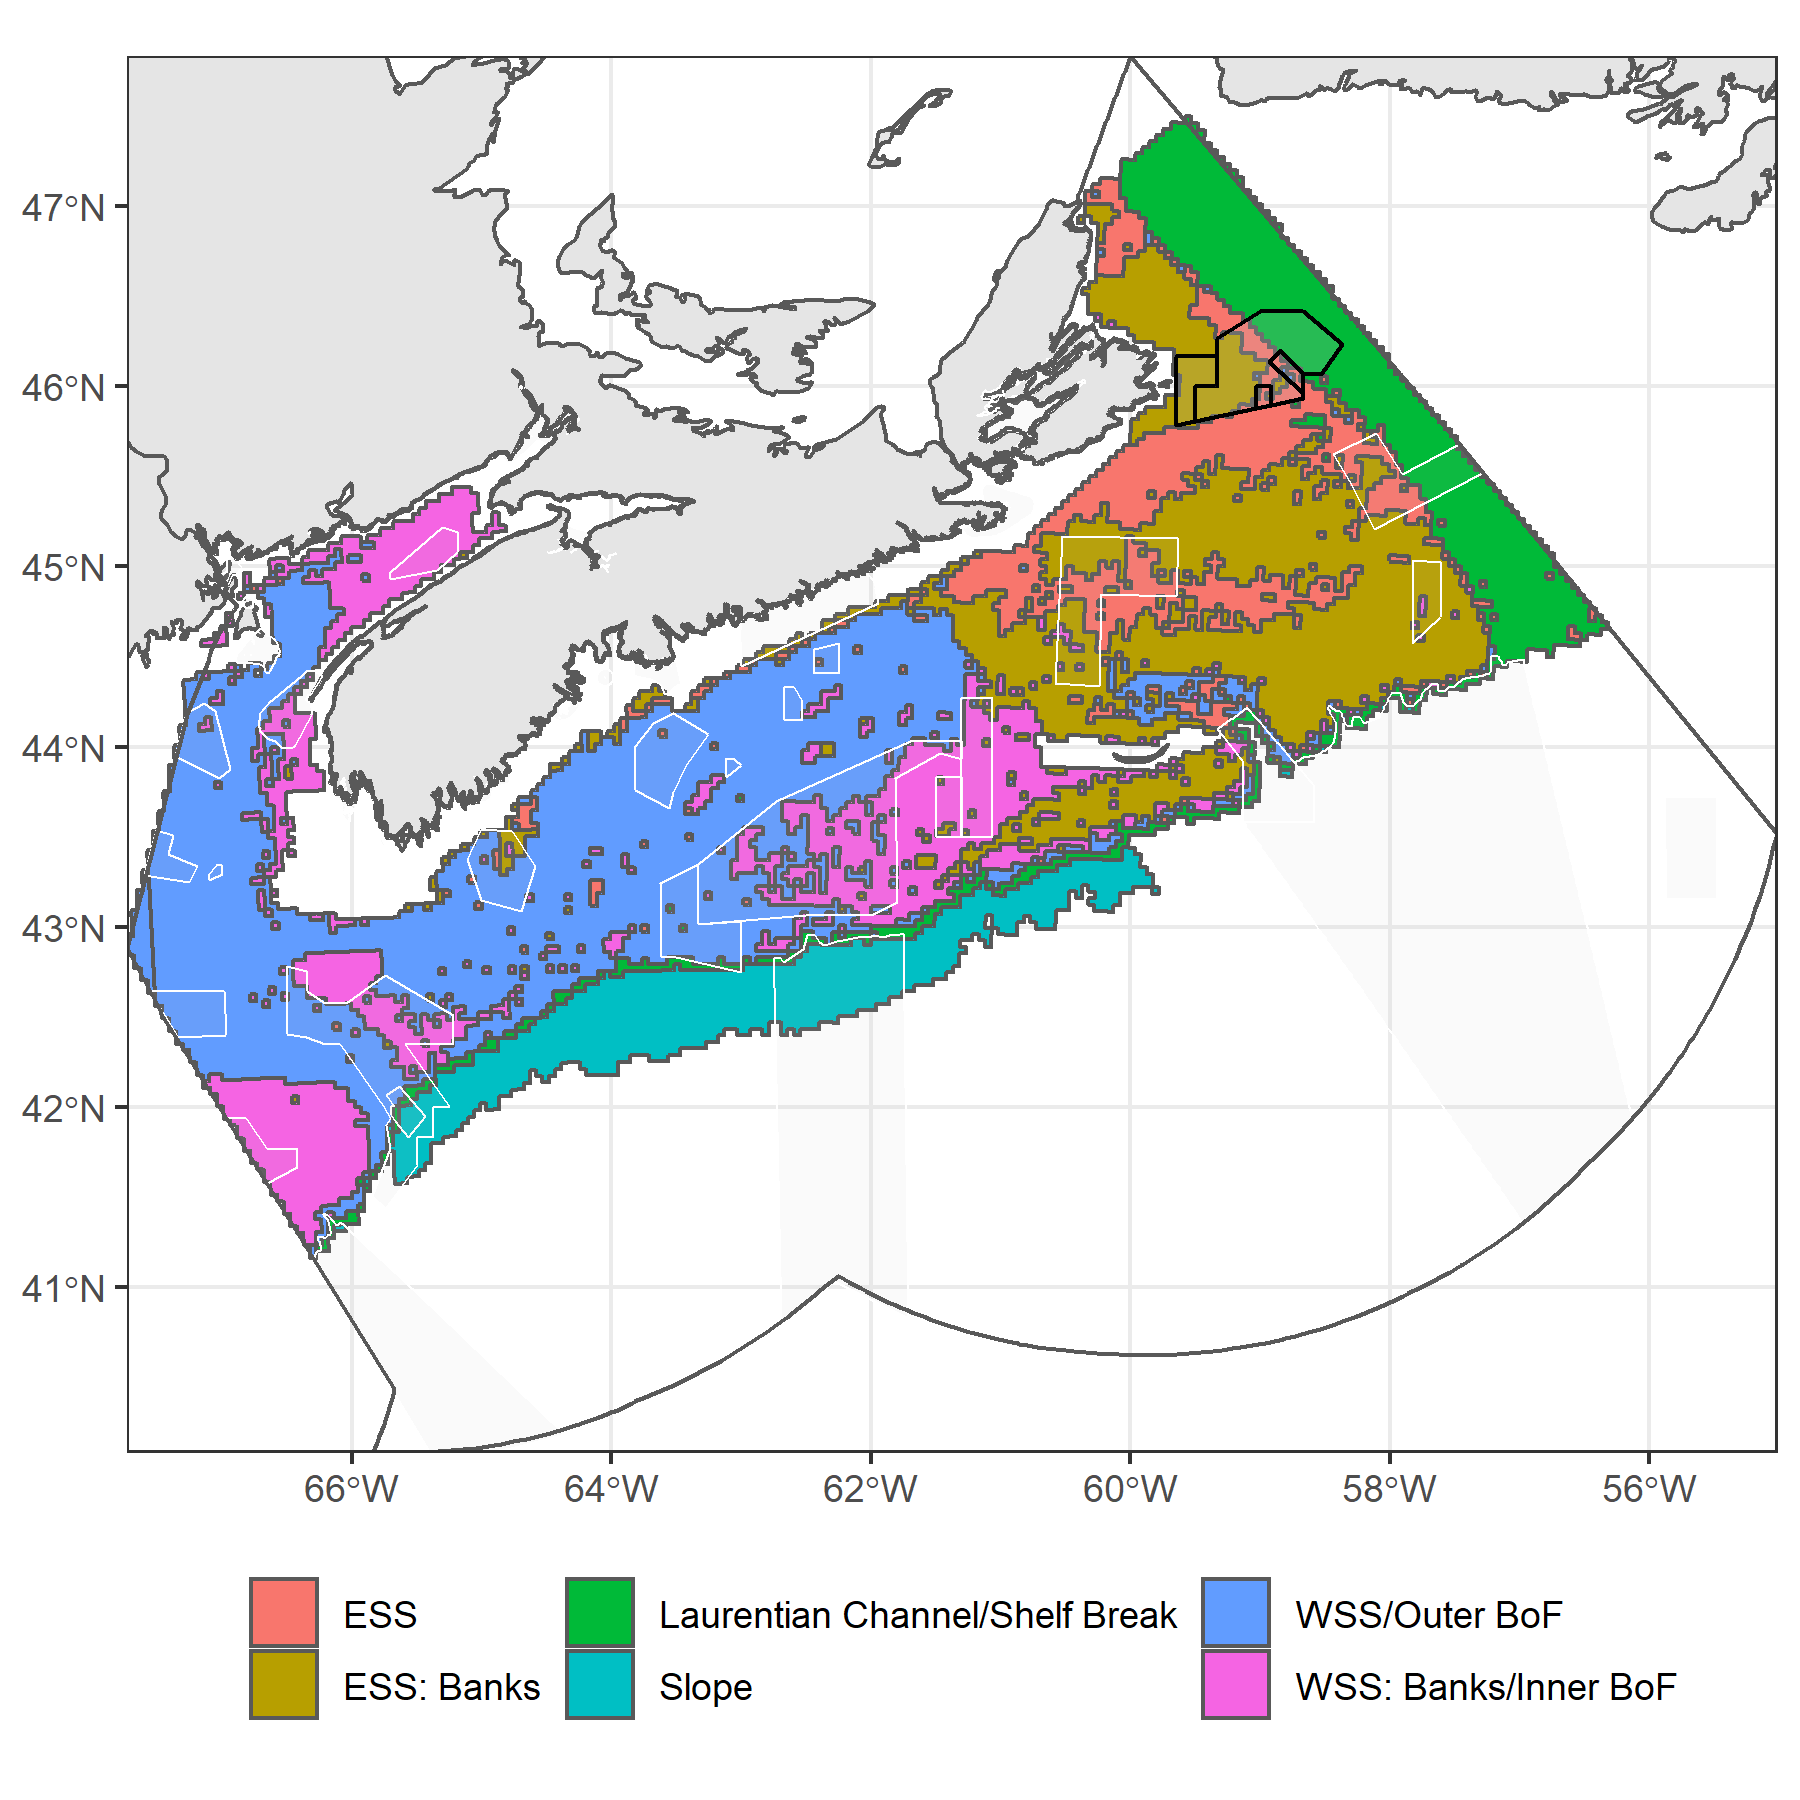 47°N
46°N
45°N
44°N
43°N
42°N
41°N
66°W 64°W 62°W 60°W 58°W 56°W
ESS Laurentian Channel/Shelf Break WSS/Outer BoF
ESS: Banks Slope WSS: Banks/Inner BoF